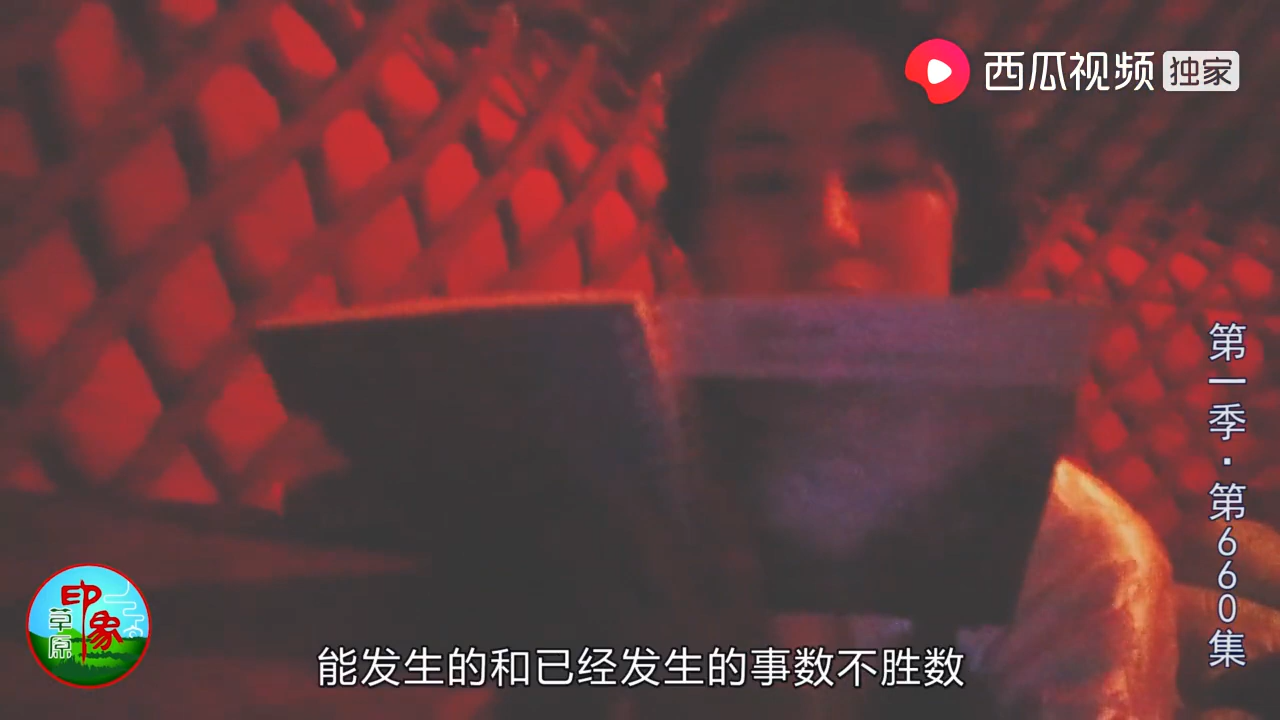 西瓜视频 独家
第一季·第660集
印象
草原
能发生的和已经发生的事数不胜数